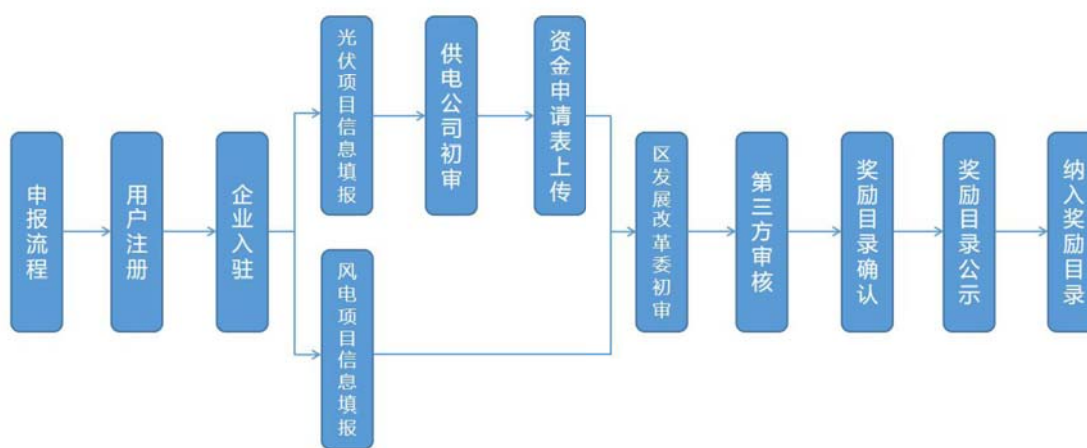 申报流程
用户注册
企业入驻
光伏项目信息填报
供电公司初审
资金申请表上传
风电项目信息填报
区发展改革委初审
第三方审核
奖励目录确认
奖励目录公示
纳入奖励目录